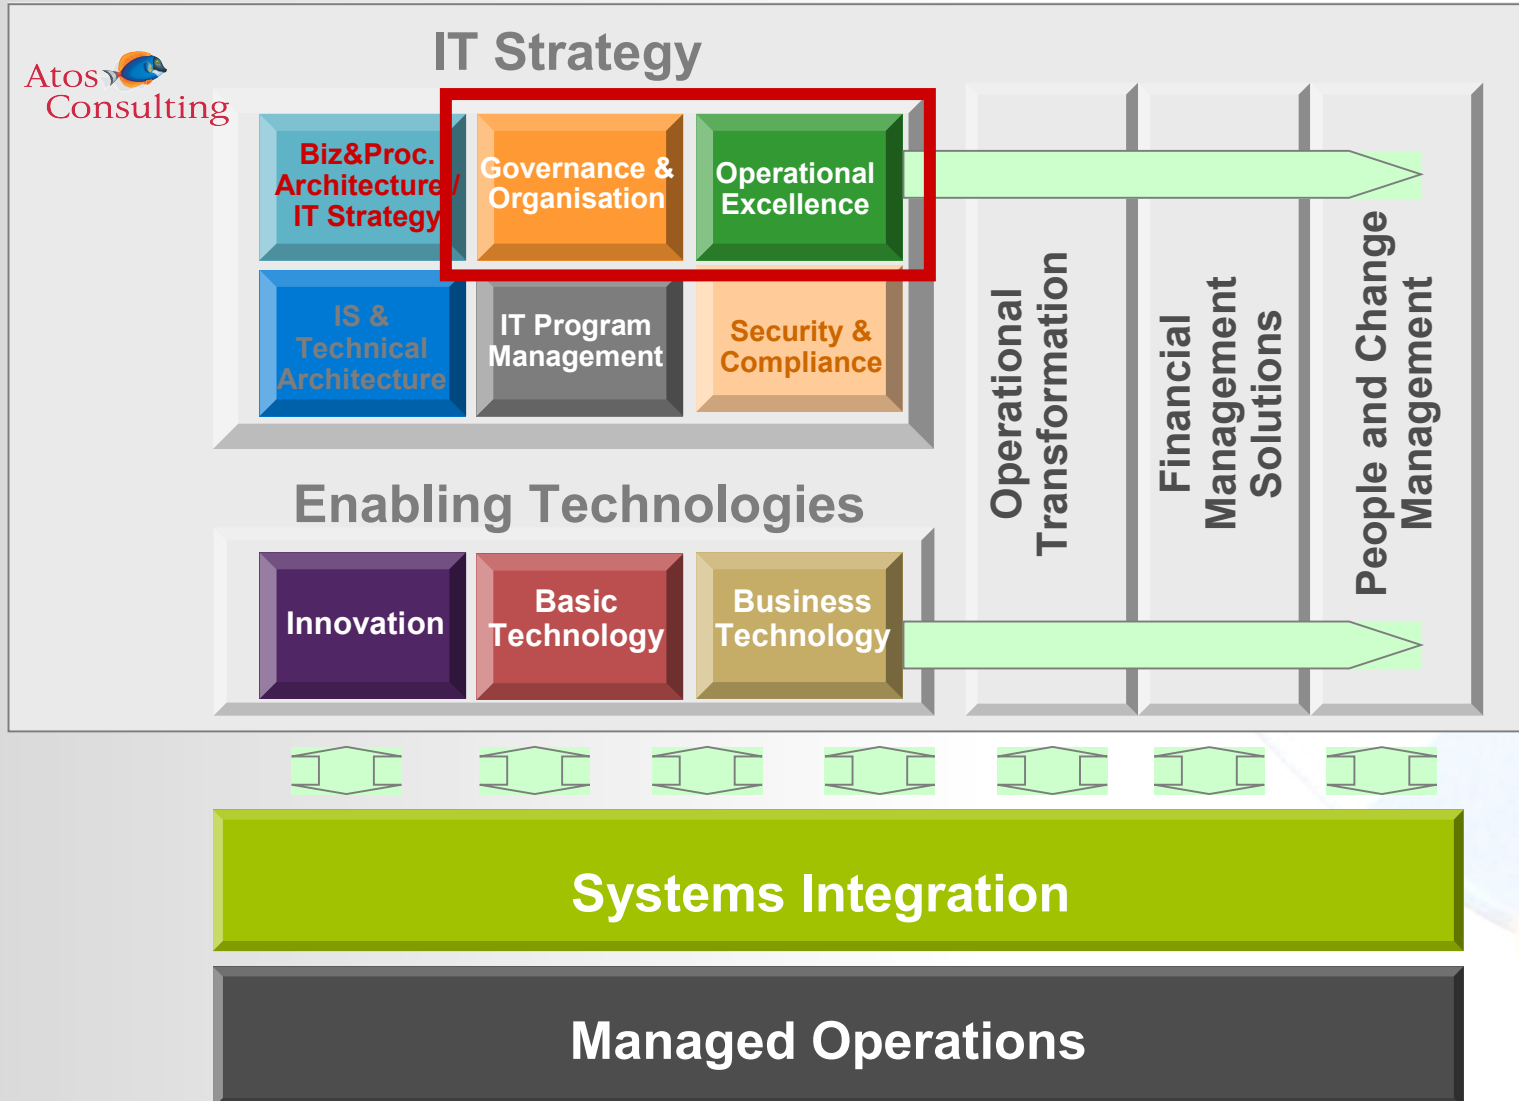 IT Strategy
Atos
Consulting
Biz&Proc.
Architecture /
IT Strategy
Governance &
Organisation
Operational
Excellence
IS &
Technical
Architecture
IT Program
Management
Security &
Compliance
Enabling Technologies
Innovation
Basic
Technology
Business
Technology
Operational
Transformation
Financial
Management
Solutions
People and Change
Management
Systems Integration
Managed Operations